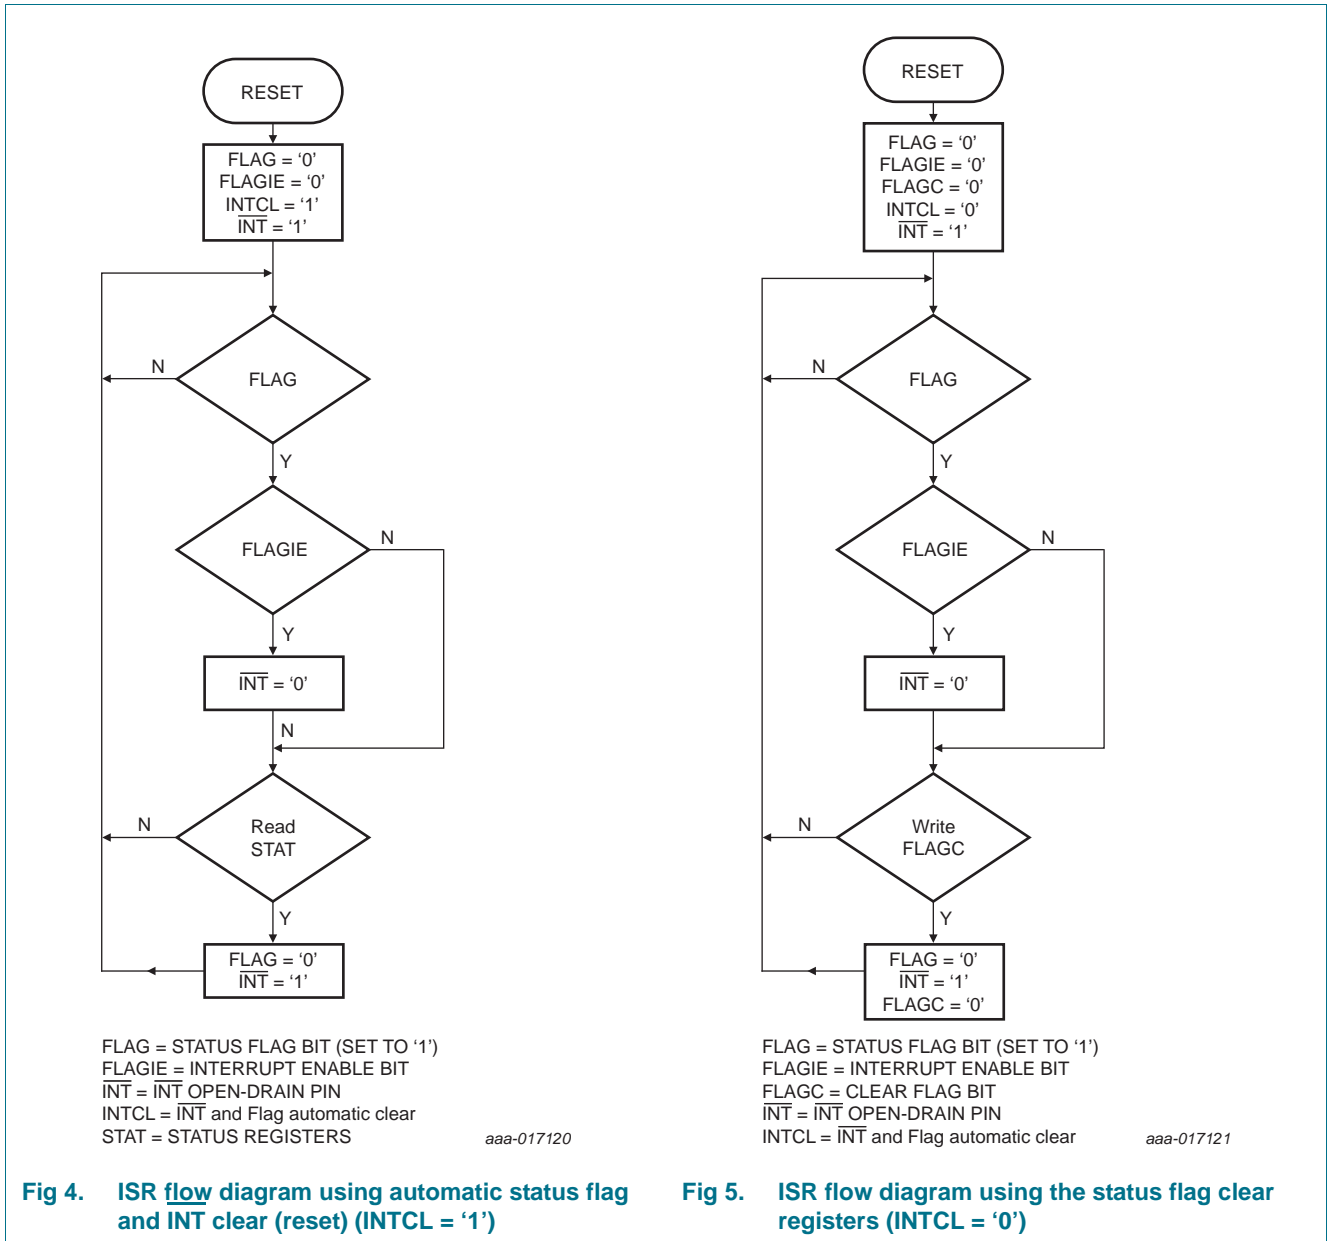 RESET
FLAG = ‘0’
FLAGIE = ‘0’
INTCL = ‘1’
INT = ‘1’
N
FLAG
Y
FLAGIE
N
Y
INT = ‘0’
N
N
Read
STAT
Y
FLAG = ‘0’
INT = ‘1’
FLAG = STATUS FLAG BIT (SET TO ‘1’)
FLAGIE = INTERRUPT ENABLE BIT
INT = INT OPEN-DRAIN PIN
INTCL = INT and Flag automatic clear
STAT = STATUS REGISTERS
aaa-017120
Fig 4. ISR flow diagram using automatic status flag
and INT clear (reset) (INTCL = ‘1’)
RESET
FLAG = ‘0’
FLAGIE = ‘0’
FLAGC = ‘0’
INTCL = ‘0’
INT = ‘1’
N
FLAG
Y
FLAGIE
N
Y
INT = ‘0’
N
Write
FLAGC
Y
FLAG = ‘0’
INT = ‘1’
FLAGC = ‘0’
FLAG = STATUS FLAG BIT (SET TO ‘1’)
FLAGIE = INTERRUPT ENABLE BIT
FLAGC = CLEAR FLAG BIT
INT = INT OPEN-DRAIN PIN
INTCL = INT and Flag automatic clear
aaa-017121
Fig 5. ISR flow diagram using the status flag clear
registers (INTCL = ‘0’)